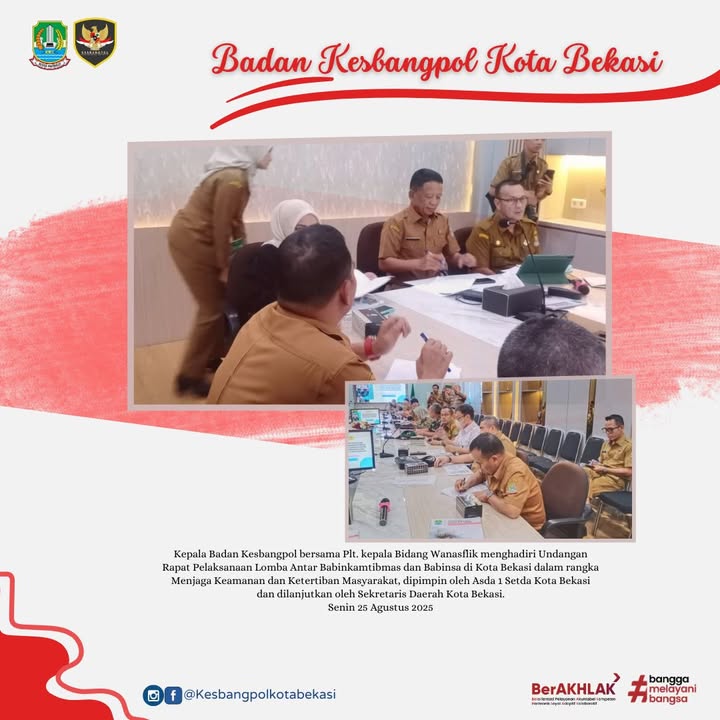 Badan Kesbangpol Kota Bekasi
Kepala Badan Kesbangpol bersama Plt. kepala Bidang Wanasflik menghadiri Undangan
Rapat Pelaksanaan Lomba Antar Babinkamtibmas dan Babinsa di Kota Bekasi dalam rangka
Menjaga Keamanan dan Ketertiban Masyarakat, dipimpin oleh Asda 1 Setda Kota Bekasi
dan dilanjutkan oleh Sekretaris Daerah Kota Bekasi.
Senin 25 Agustus 2025
@Kesbangpolkotabekasi
BerAKHLAK
#bangga
melayani
bangsa